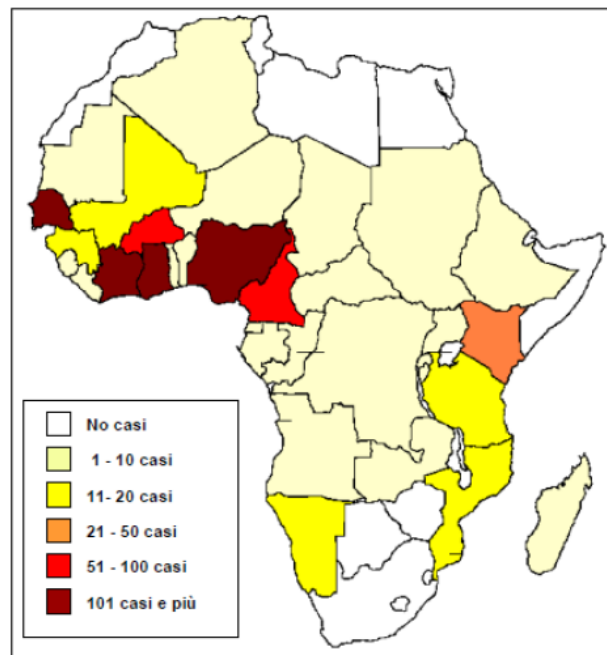 No casi
1 - 10 casi
11- 20 casi
21 - 50 casi
51 - 100 casi
101 casi e più